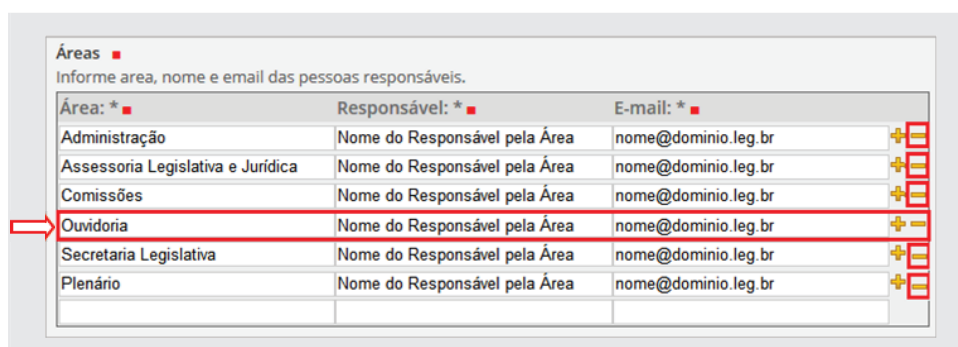 Áreas
Informe area, nome e email das pessoas responsáveis.
Área: * Responsável: * E-mail: *
Administração Nome do Responsável pela Área nome@dominio.leg.br
Assessoria Legislativa e Jurídica Nome do Responsável pela Área nome@dominio.leg.br
Comissões Nome do Responsável pela Área nome@dominio.leg.br
Ouvidoria Nome do Responsável pela Área nome@dominio.leg.br
Secretaria Legislativa Nome do Responsável pela Área nome@dominio.leg.br
Plenário Nome do Responsável pela Área nome@dominio.leg.br